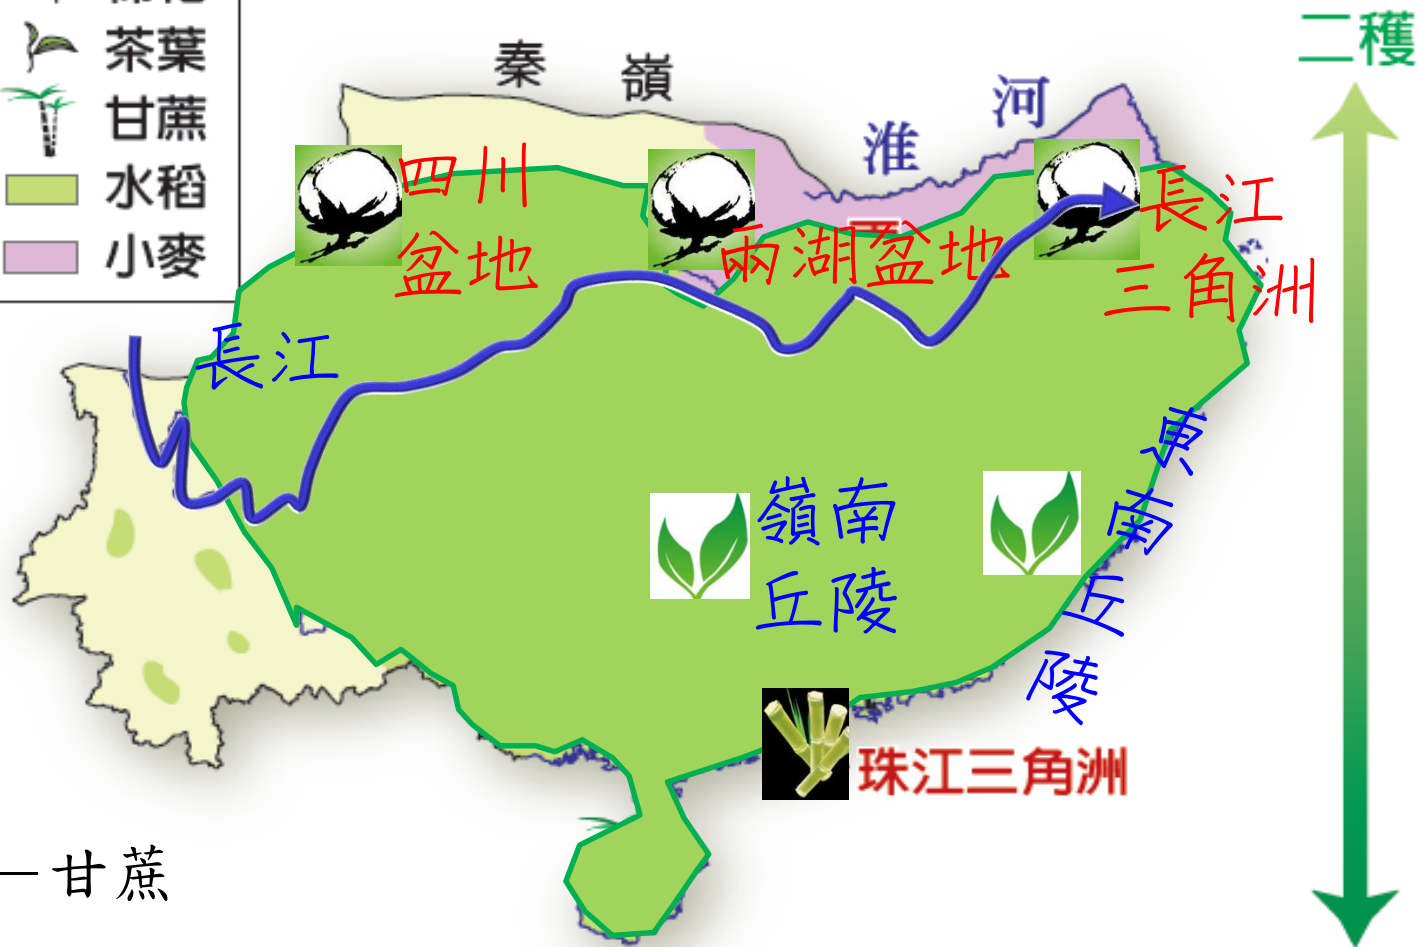 茶葉
甘蔗
水稻
小麥
秦嶺
淮河
二穫
四川
盆地
兩湖盆地
長江
三角洲
長江
嶺南
丘陵
東南丘陵
珠江三角洲
甘蔗